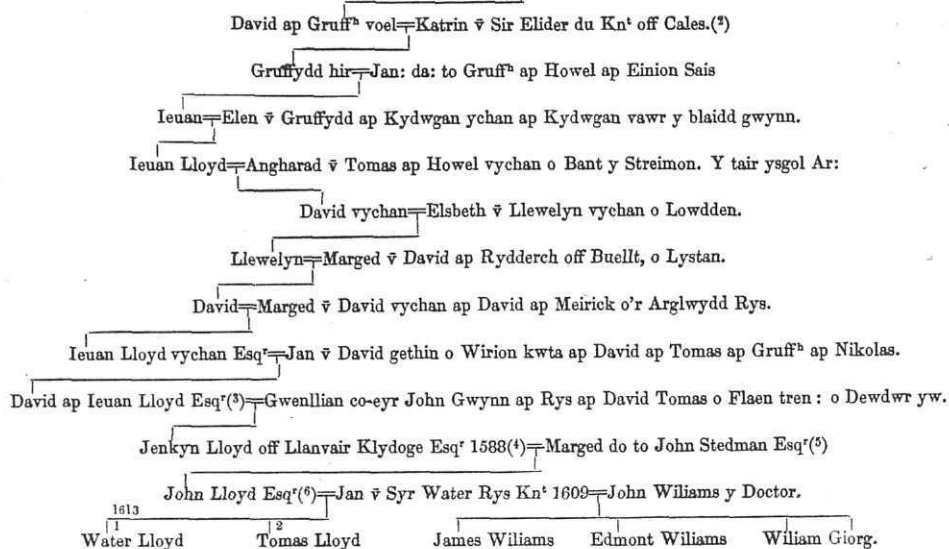 David ap Gruffʰ voel=Katrin v̄ Sir Elider du Knᵗ off Cales.(²)
Gruffydd hir=Jan: da: to Gruffʰ ap Howel ap Einion Sais
Ieuan=Elen v̄ Gruffydd ap Kydwgan ychan ap Kydwgan vawr y blaidd gwynn.
Ieuan Lloyd=Angharad v̄ Tomas ap Howel vychan o Bant y Streimon. Y tair ysgol Ar:
David vychan=Elsbeth v̄ Llewelyn vychan o Lowdden.
Llewelyn=Marged v̄ David ap Rydderch off Buellt, o Lystan.
David=Marged v̄ David vychan ap David ap Meirick o'r Arglwydd Rys.
Ieuan Lloyd vychan Esqʳ=Jan v̄ David gethin o Wirion kwta ap David ap Tomas ap Gruffʰ ap Nikolas.
David ap Ieuan Lloyd Esqʳ(³)=Gwenllian co-eyr John Gwynn ap Rys ap David Tomas o Flaen tren : o Dewdwr yw.
Jenkyn Lloyd off Llanvair Klydoge Esqʳ 1588(⁴)=Marged do to John Stedman Esqʳ(⁵)
John Lloyd Esqʳ(⁶)=Jan v̄ Syr Water Rys Knᵗ 1609=John Wiliams y Doctor.
1613
1 2
Water Lloyd Tomas Lloyd James Wiliams Edmont Wiliams Wiliam Giorg.